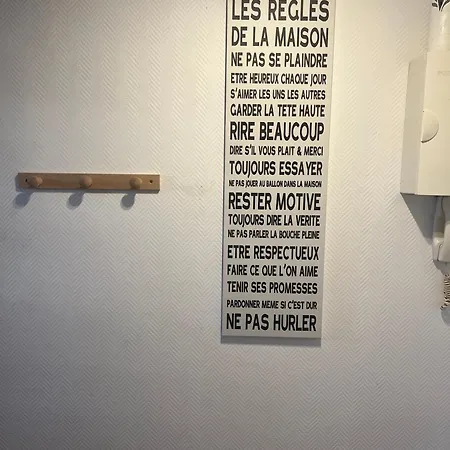 LES REGLES
DE LA MAISON
NE PAS SE PLAINDRE
ETRE HEUREUX CHAQUE JOUR
S'AIMER LES UNS LES AUTRES
GARDER LA TETE HAUTE
RIRE BEAUCOUP
DIRE S'IL VOUS PLAIT & MERCI
TOUJOURS ESSAYER
NE PAS JOUER AU BALLON DANS LA MAISON
RESTER MOTIVE
TOUJOURS DIRE LA VERITE
NE PAS PARLER LA BOUCHE PLEINE
ETRE RESPECTUEUX
FAIRE CE QUE L'ON AIME
TENIR SES PROMESSES
PARDONNER MEME SI C'EST DUR
NE PAS HURLER